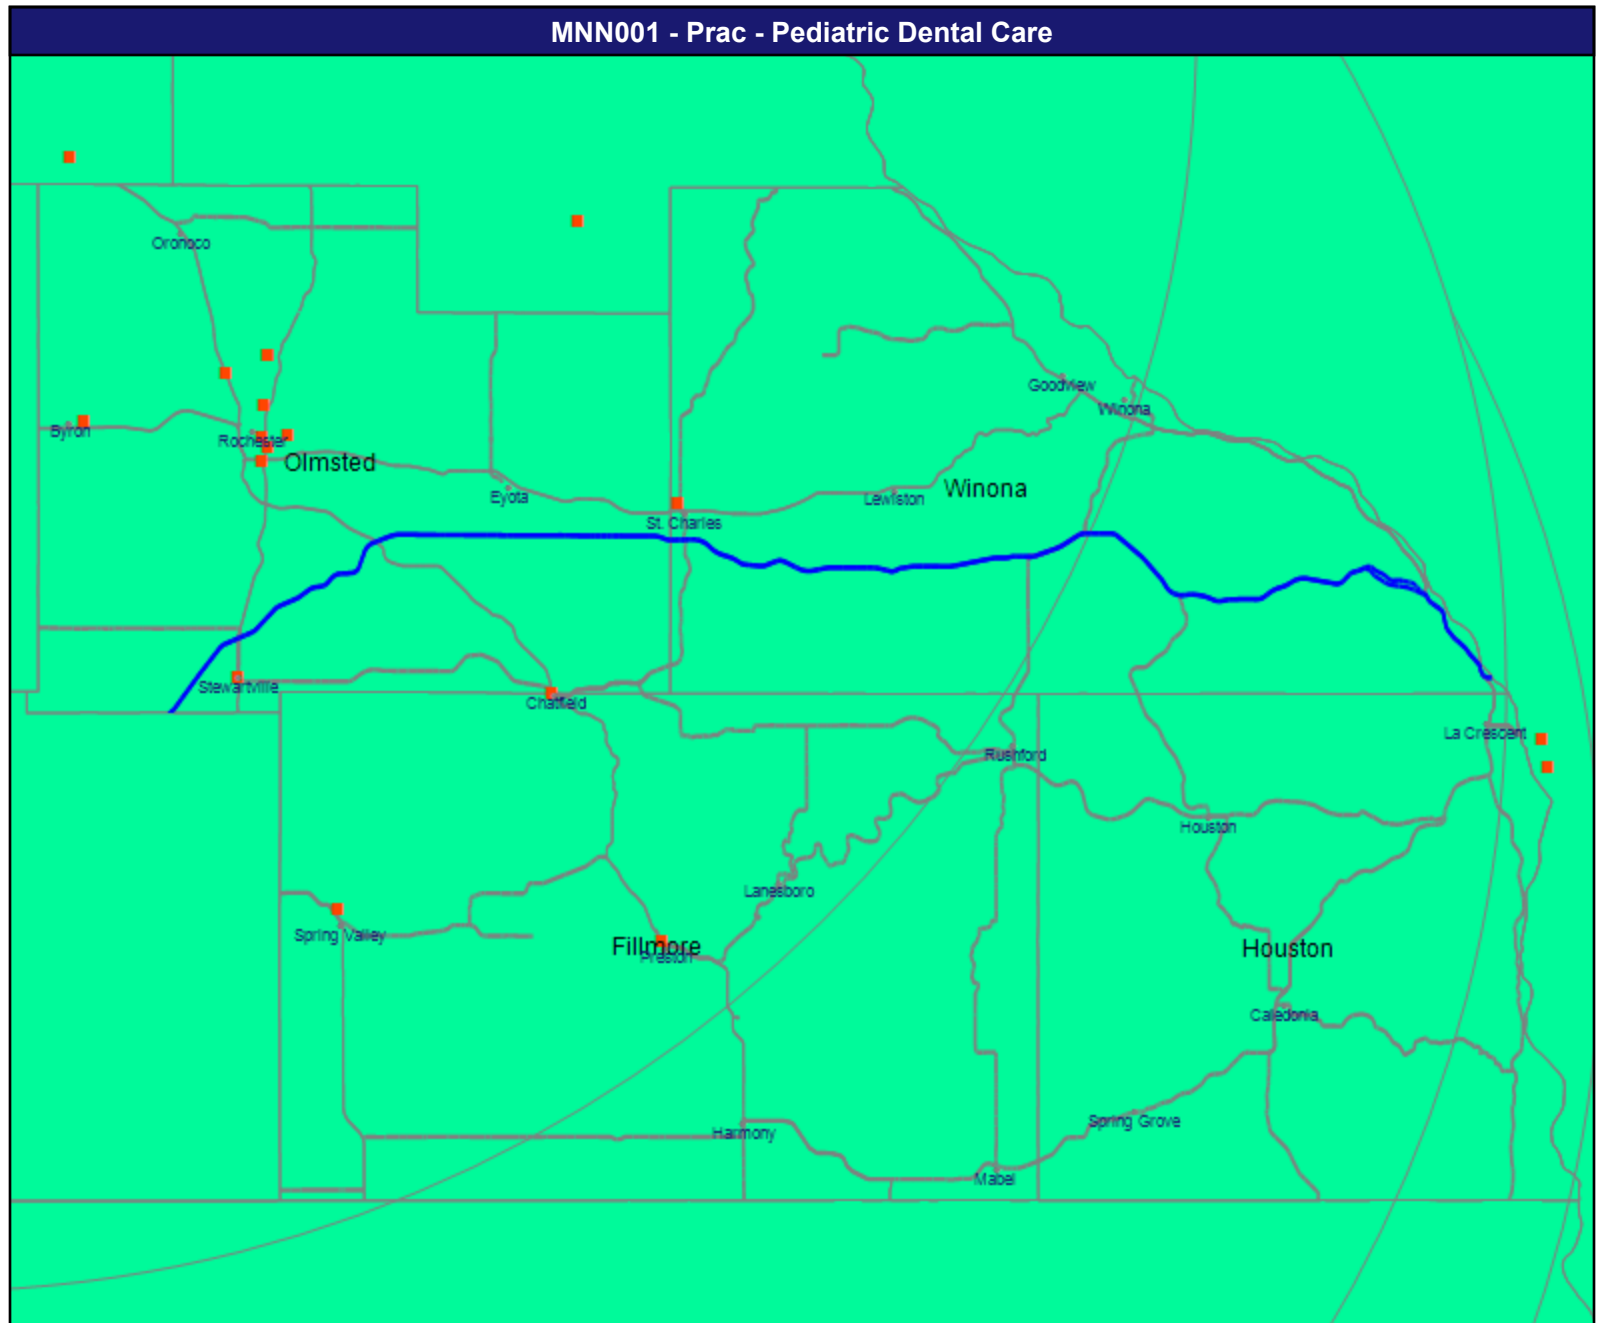 MNN001 - Prac - Pediatric Dental Care
Oronoco
Goodview
Winona
Byron
Rochester
Olmsted
Eyota
Lewiston
Winona
St. Charles
Stewartville
Chatfield
La Crescent
Rushford
Houston
Lanesboro
Spring Valley
Fillmore
Preston
Houston
Caledonia
Spring Grove
Harmony
Mabel